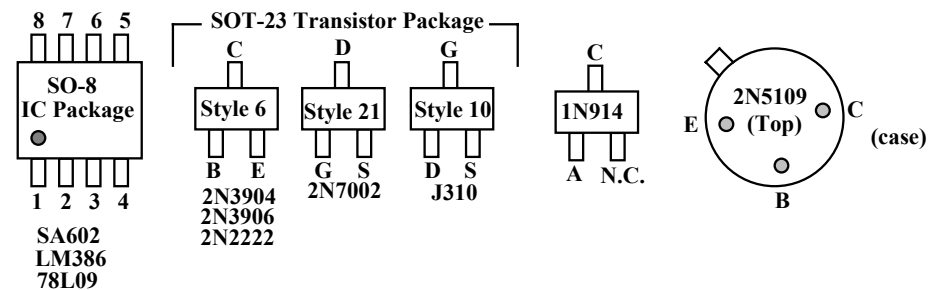 8 7 6 5
SO-8
IC Package
1 2 3 4
SA602
LM386
78L09
SOT-23 Transistor Package
C
Style 6
B E
2N3904
2N3906
2N2222
D
Style 21
G S
2N7002
G
Style 10
D S
J310
C
1N914
A N.C.
2N5109
(Top)
E
C
(case)
B